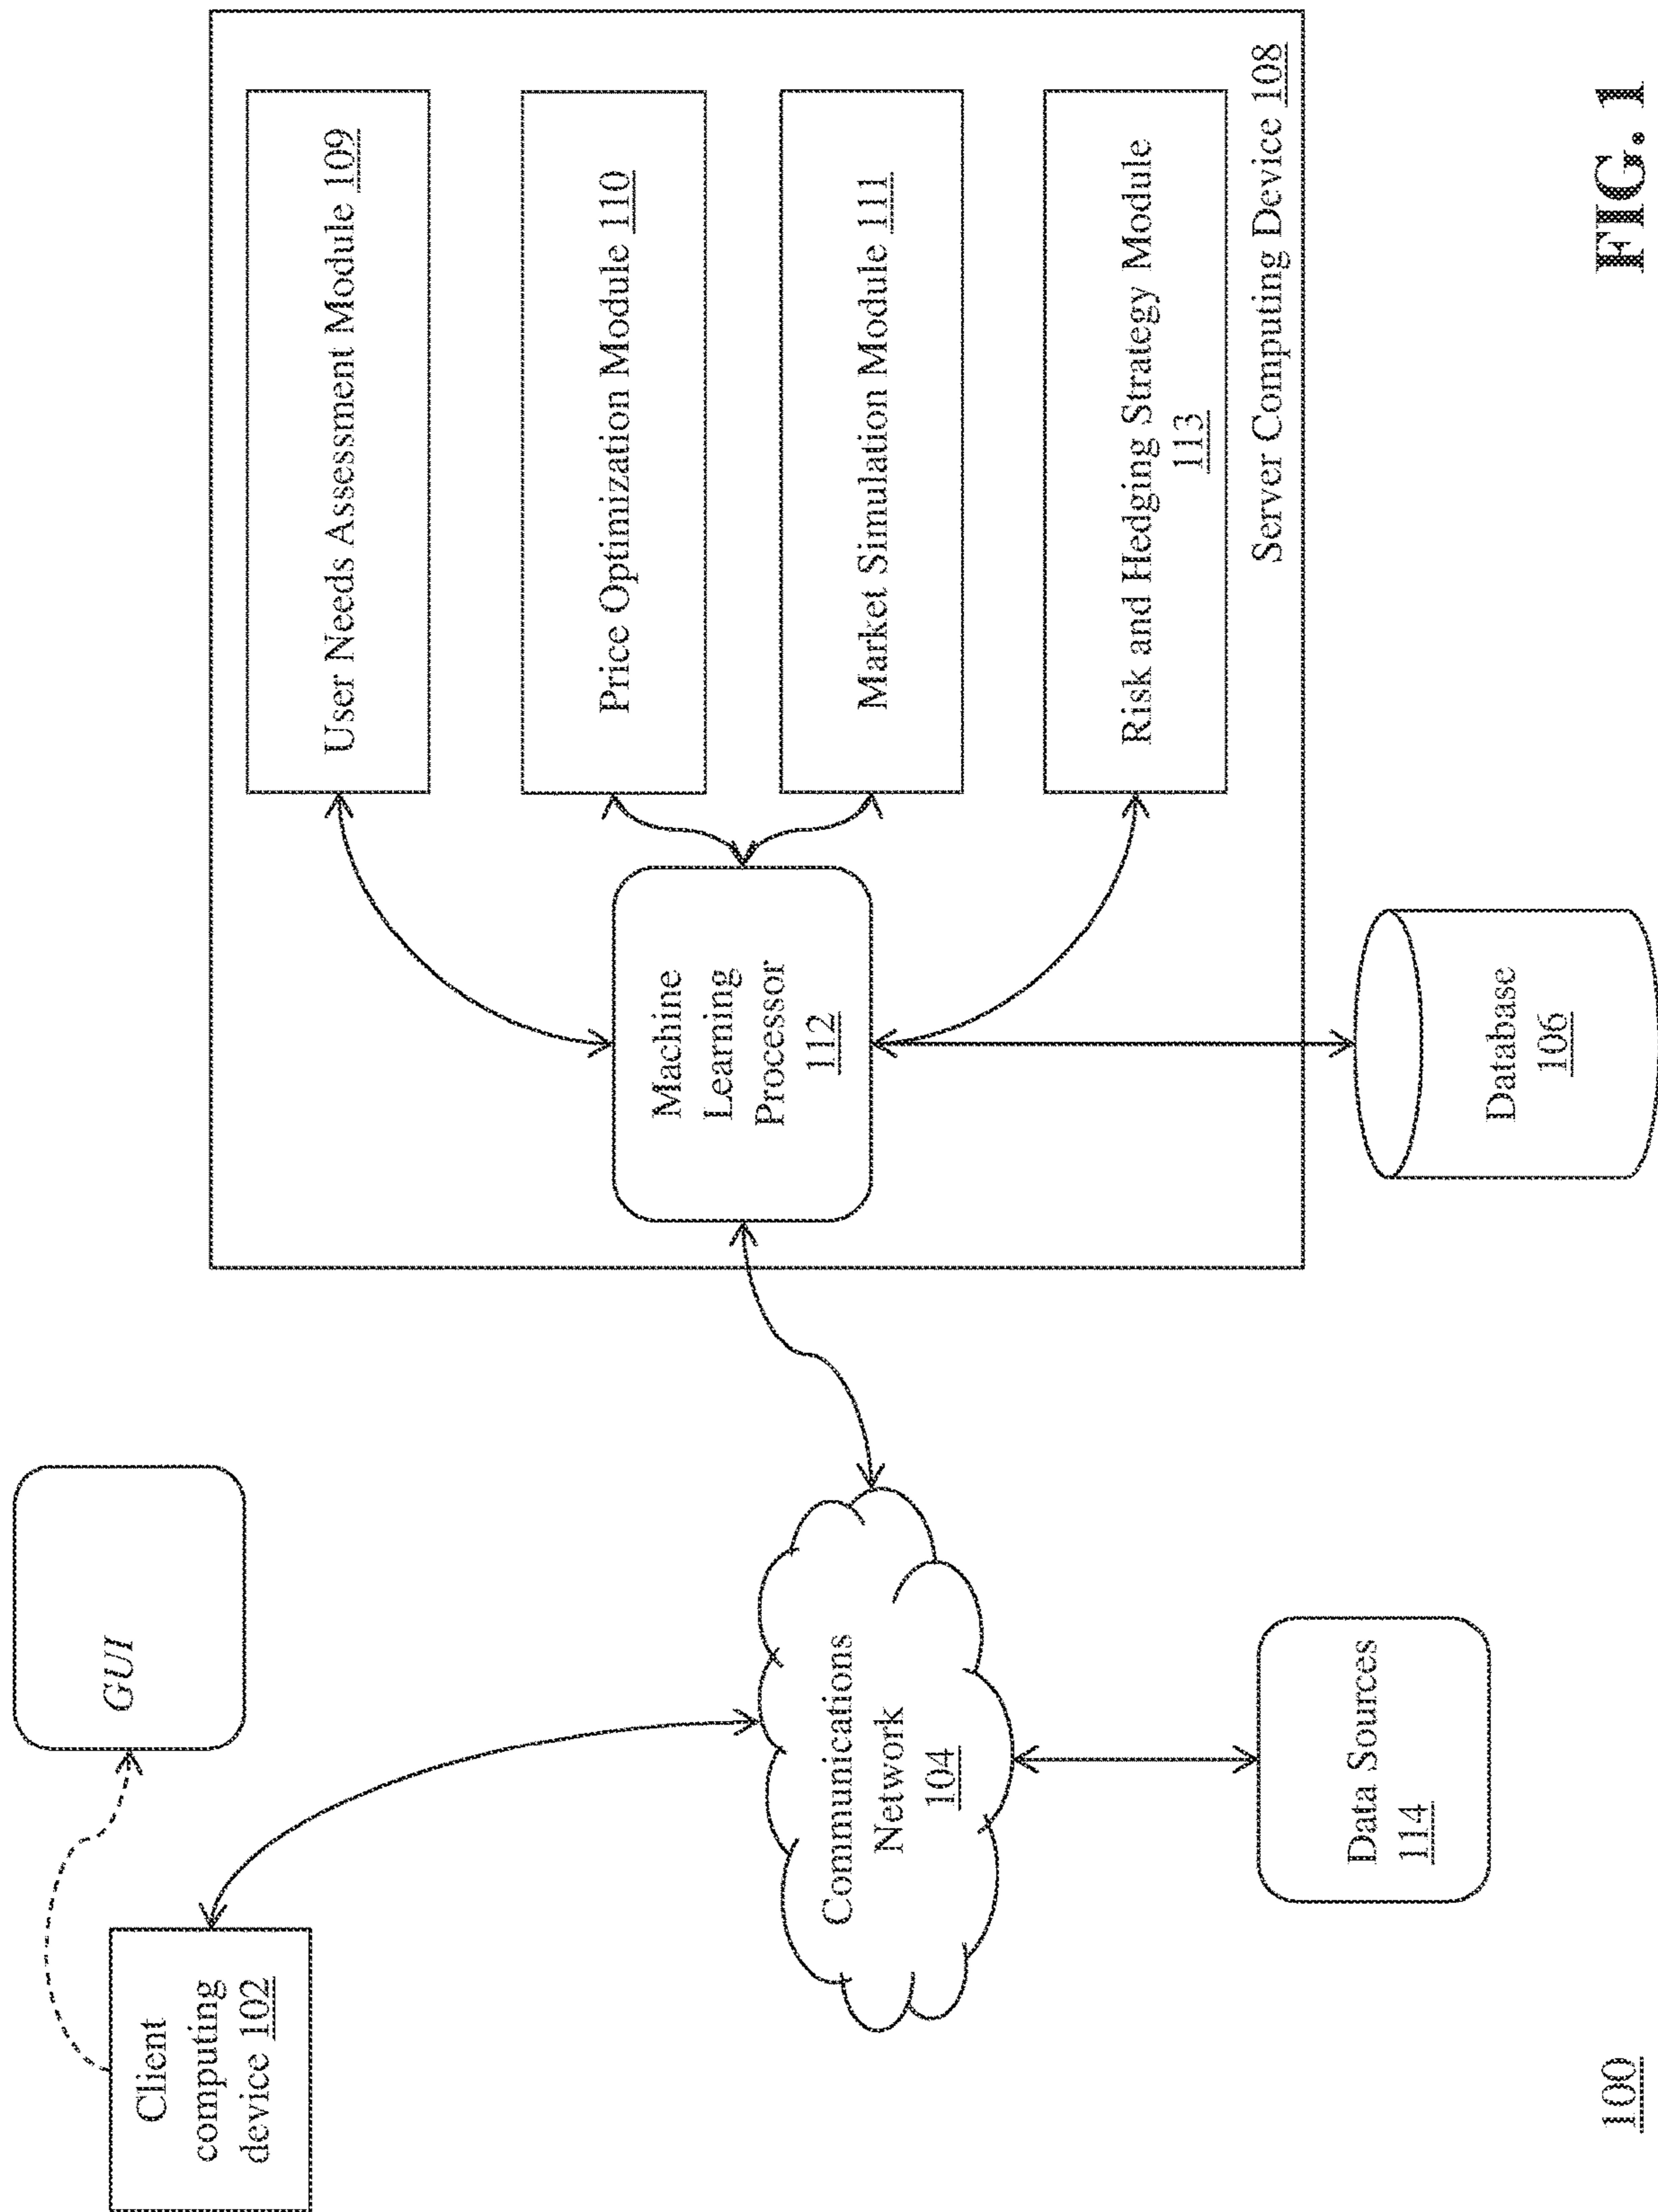 GUI
Client
computing
device 102
Communications
Network
104
Data Sources
114
User Needs Assessment Module 109
Price Optimization Module 110
Market Simulation Module 111
Risk and Hedging Strategy Module
113
Machine
Learning
Processor
112
Server Computing Device 108
Database
106
100
FIG. 1